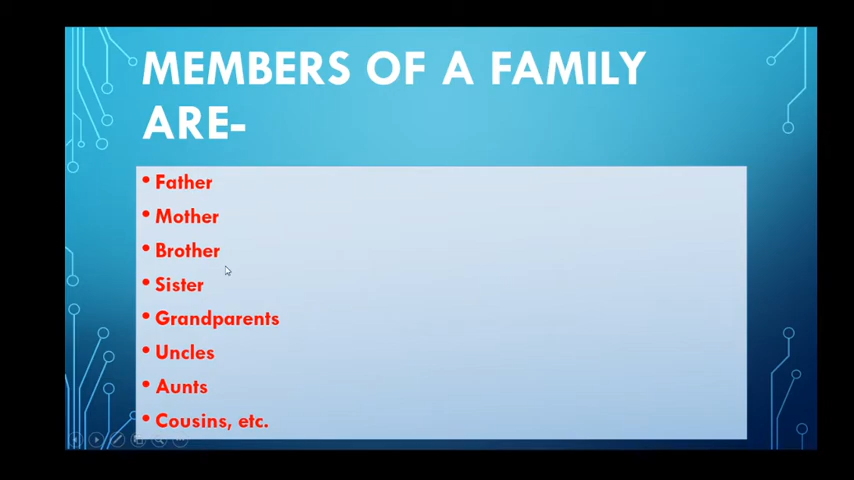 MEMBERS OF A FAMILY
ARE-
• Father
• Mother
• Brother
• Sister
• Grandparents
• Uncles
• Aunts
• Cousins, etc.